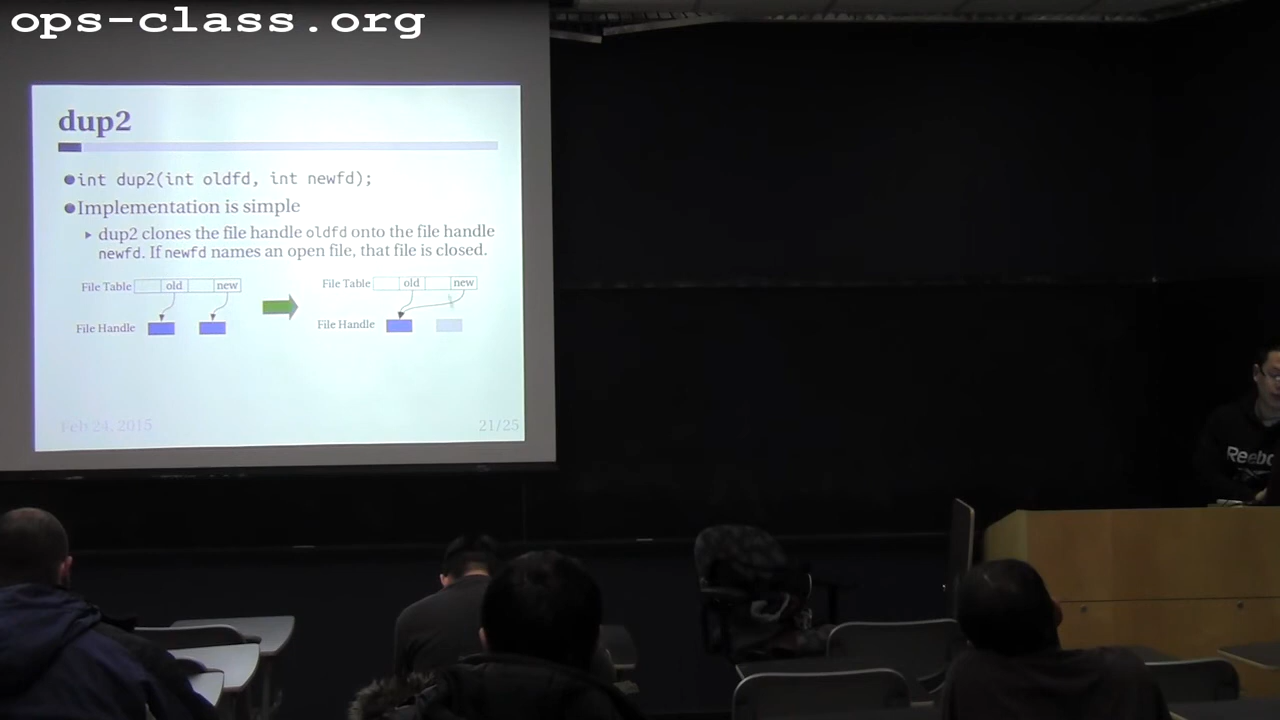 ops-class.org
dup2
int dup2(int oldfd, int newfd);
Implementation is simple
dup2 clones the file handle oldfd onto the file handle
newfd. If newfd names an open file, that file is closed.
File Table old new
File Handle
File Table old new
File Handle
Feb 24, 2015
21/25